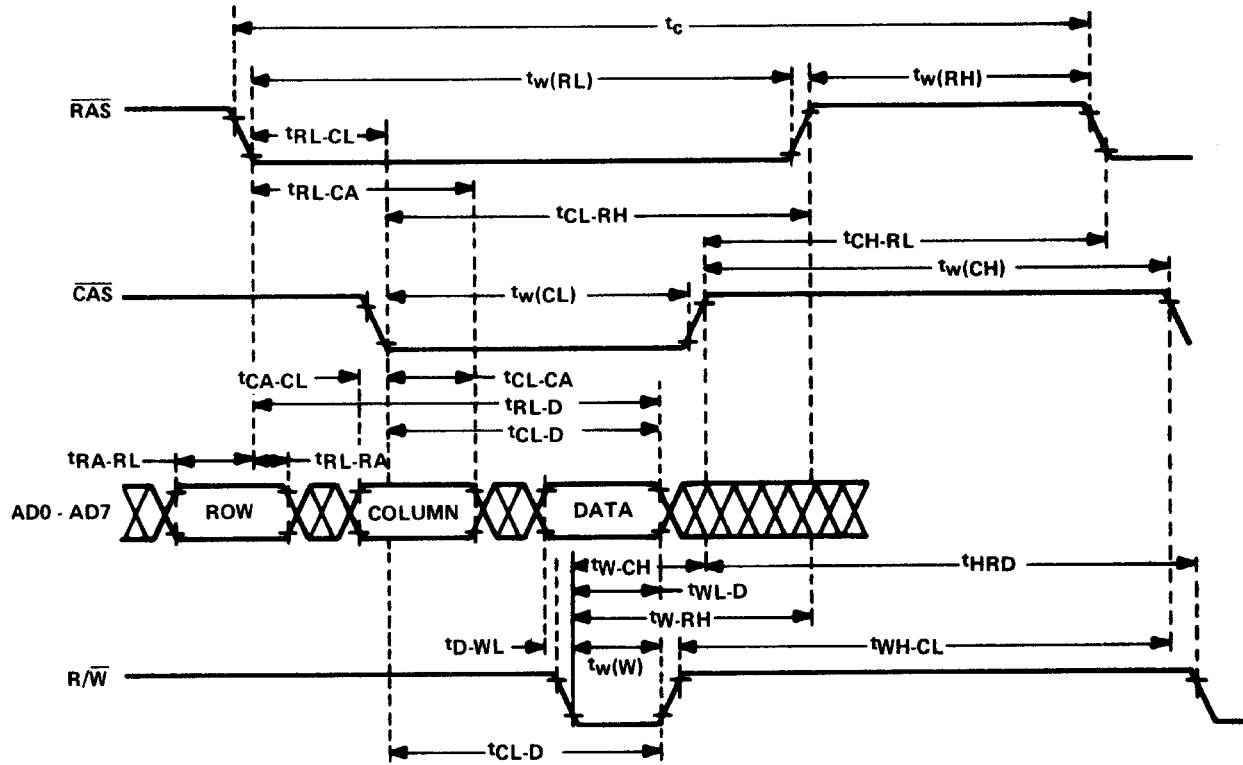 tc
tw(RL) tw(RH)
RAS
tRL-CL
tRL-CA
tCL-RH
tCH-RL
tw(CH)
CAS
tw(CL)
tCA-CL tCL-CA
tRL-D
tCL-D
tRA-RL tRL-RA
AD0 - AD7 ROW COLUMN DATA
tW-CH tHRD
tWL-D
tW-RH
tD-WL tWH-CL
tw(W)
R/W
tCL-D